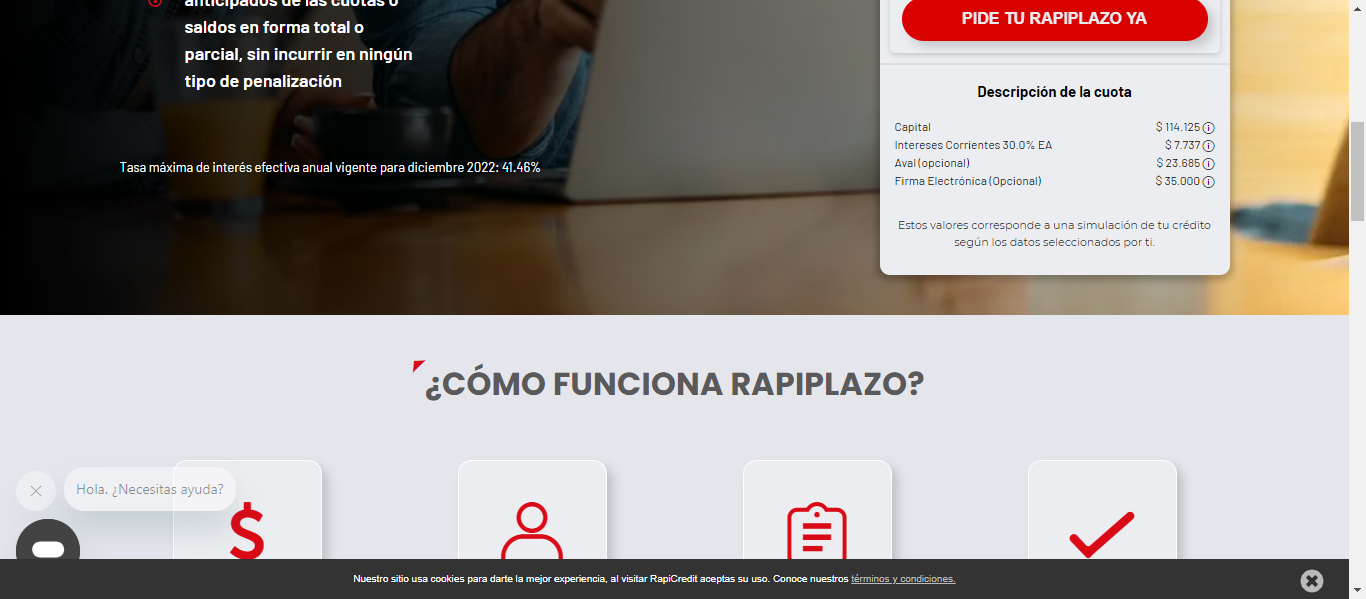 anticipados de las cuotas o
saldos en forma total o
parcial, sin incurrir en ningún
tipo de penalización
Tasa máxima de interés efectiva anual vigente para diciembre 2022: 41.46%
PIDE TU RAPIPLAZO YA
Descripción de la cuota
Capital $ 114.125
Intereses Corrientes 30.0% EA $ 7.737
Aval (opcional) $ 23.685
Firma Electrónica (Opcional) $ 35.000
Estos valores corresponde a una simulación de tu crédito
según los datos seleccionados por ti.
¿CÓMO FUNCIONA RAPIPLAZO?
Hola. ¿Necesitas ayuda?
Nuestro sitio usa cookies para darte la mejor experiencia, al visitar RapiCredit aceptas su uso. Conoce nuestros términos y condiciones.